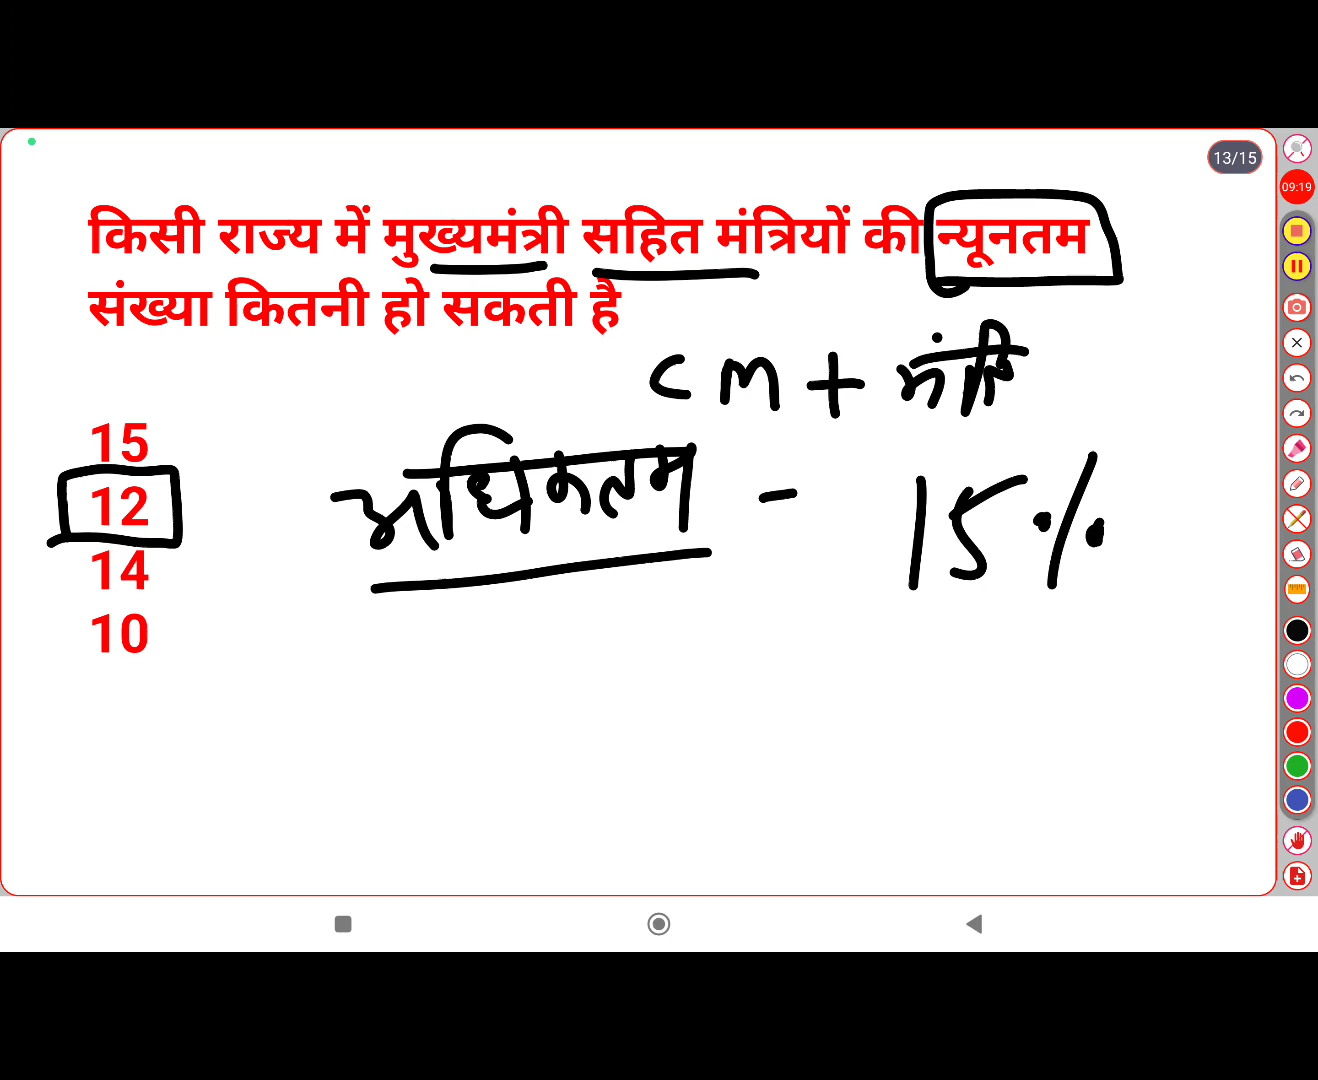 13/15
09:19
किसी राज्य में मुख्यमंत्री सहित मंत्रियों की न्यूनतम
संख्या कितनी हो सकती है
CM + मंत्रि
15
अधिकतम - 15%
12
14
10